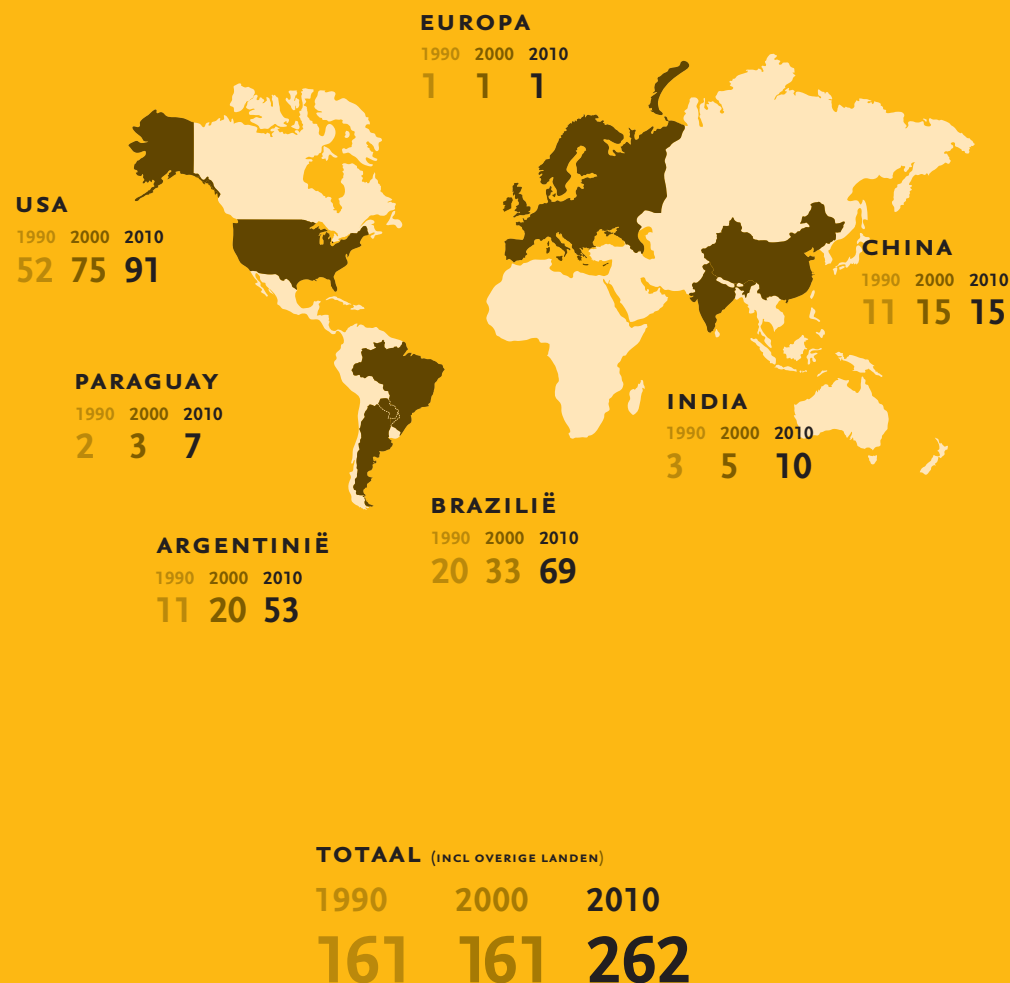 EUROPA
1990 2000 2010
1 1 1
USA
1990 2000 2010
52 75 91
CHINA
1990 2000 2010
11 15 15
PARAGUAY
1990 2000 2010
2 3 7
INDIA
1990 2000 2010
3 5 10
BRAZILIË
1990 2000 2010
20 33 69
ARGENTINIË
1990 2000 2010
11 20 53
TOTAAL (INCL OVERIGE LANDEN)
1990 2000 2010
161 161 262